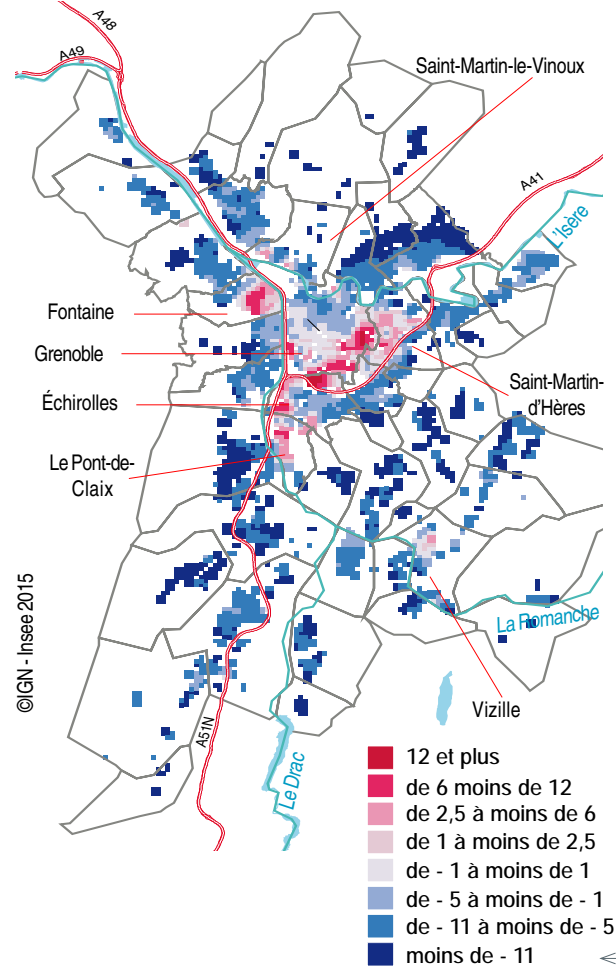 A48
A49
Saint-Martin-le-Vinoux
A41
L'Isère
Fontaine
Grenoble
Échirolles
Saint-Martin-
d'Hères
Le Pont-de-
Claix
©IGN - Insee 2015
La Romanche
Vizille
A51N
Le Drac
12 et plus
de 6 moins de 12
de 2,5 à moins de 6
de 1 à moins de 2,5
de - 1 à moins de 1
de - 5 à moins de - 1
de - 11 à moins de - 5
moins de - 11